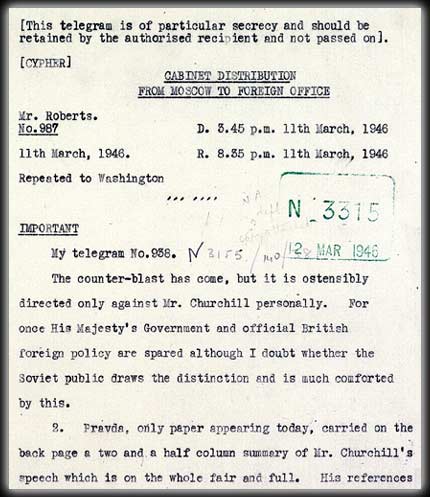 [This telegram is of particular secrecy and should be
retained by the authorised recipient and not passed on].
[CYPHER]
CABINET DISTRIBUTION
FROM MOSCOW TO FOREIGN OFFICE
Mr. Roberts.
No.987 D. 3.45 p.m. 11th March, 1946
11th March, 1946. R. 8.35 p.m. 11th March, 1946
Repeated to Washington
N 3315
12 MAR 1946
IMPORTANT
My telegram No.938. N 3155
The counter-blast has come, but it is ostensibly
directed only against Mr. Churchill personally. For
once His Majesty's Government and official British
foreign policy are spared although I doubt whether the
Soviet public draws the distinction and is much comforted
by this.
2. Pravda, only paper appearing today, carried on the
back page a two and a half column summary of Mr. Churchill's
speech which is on the whole fair and full. His references